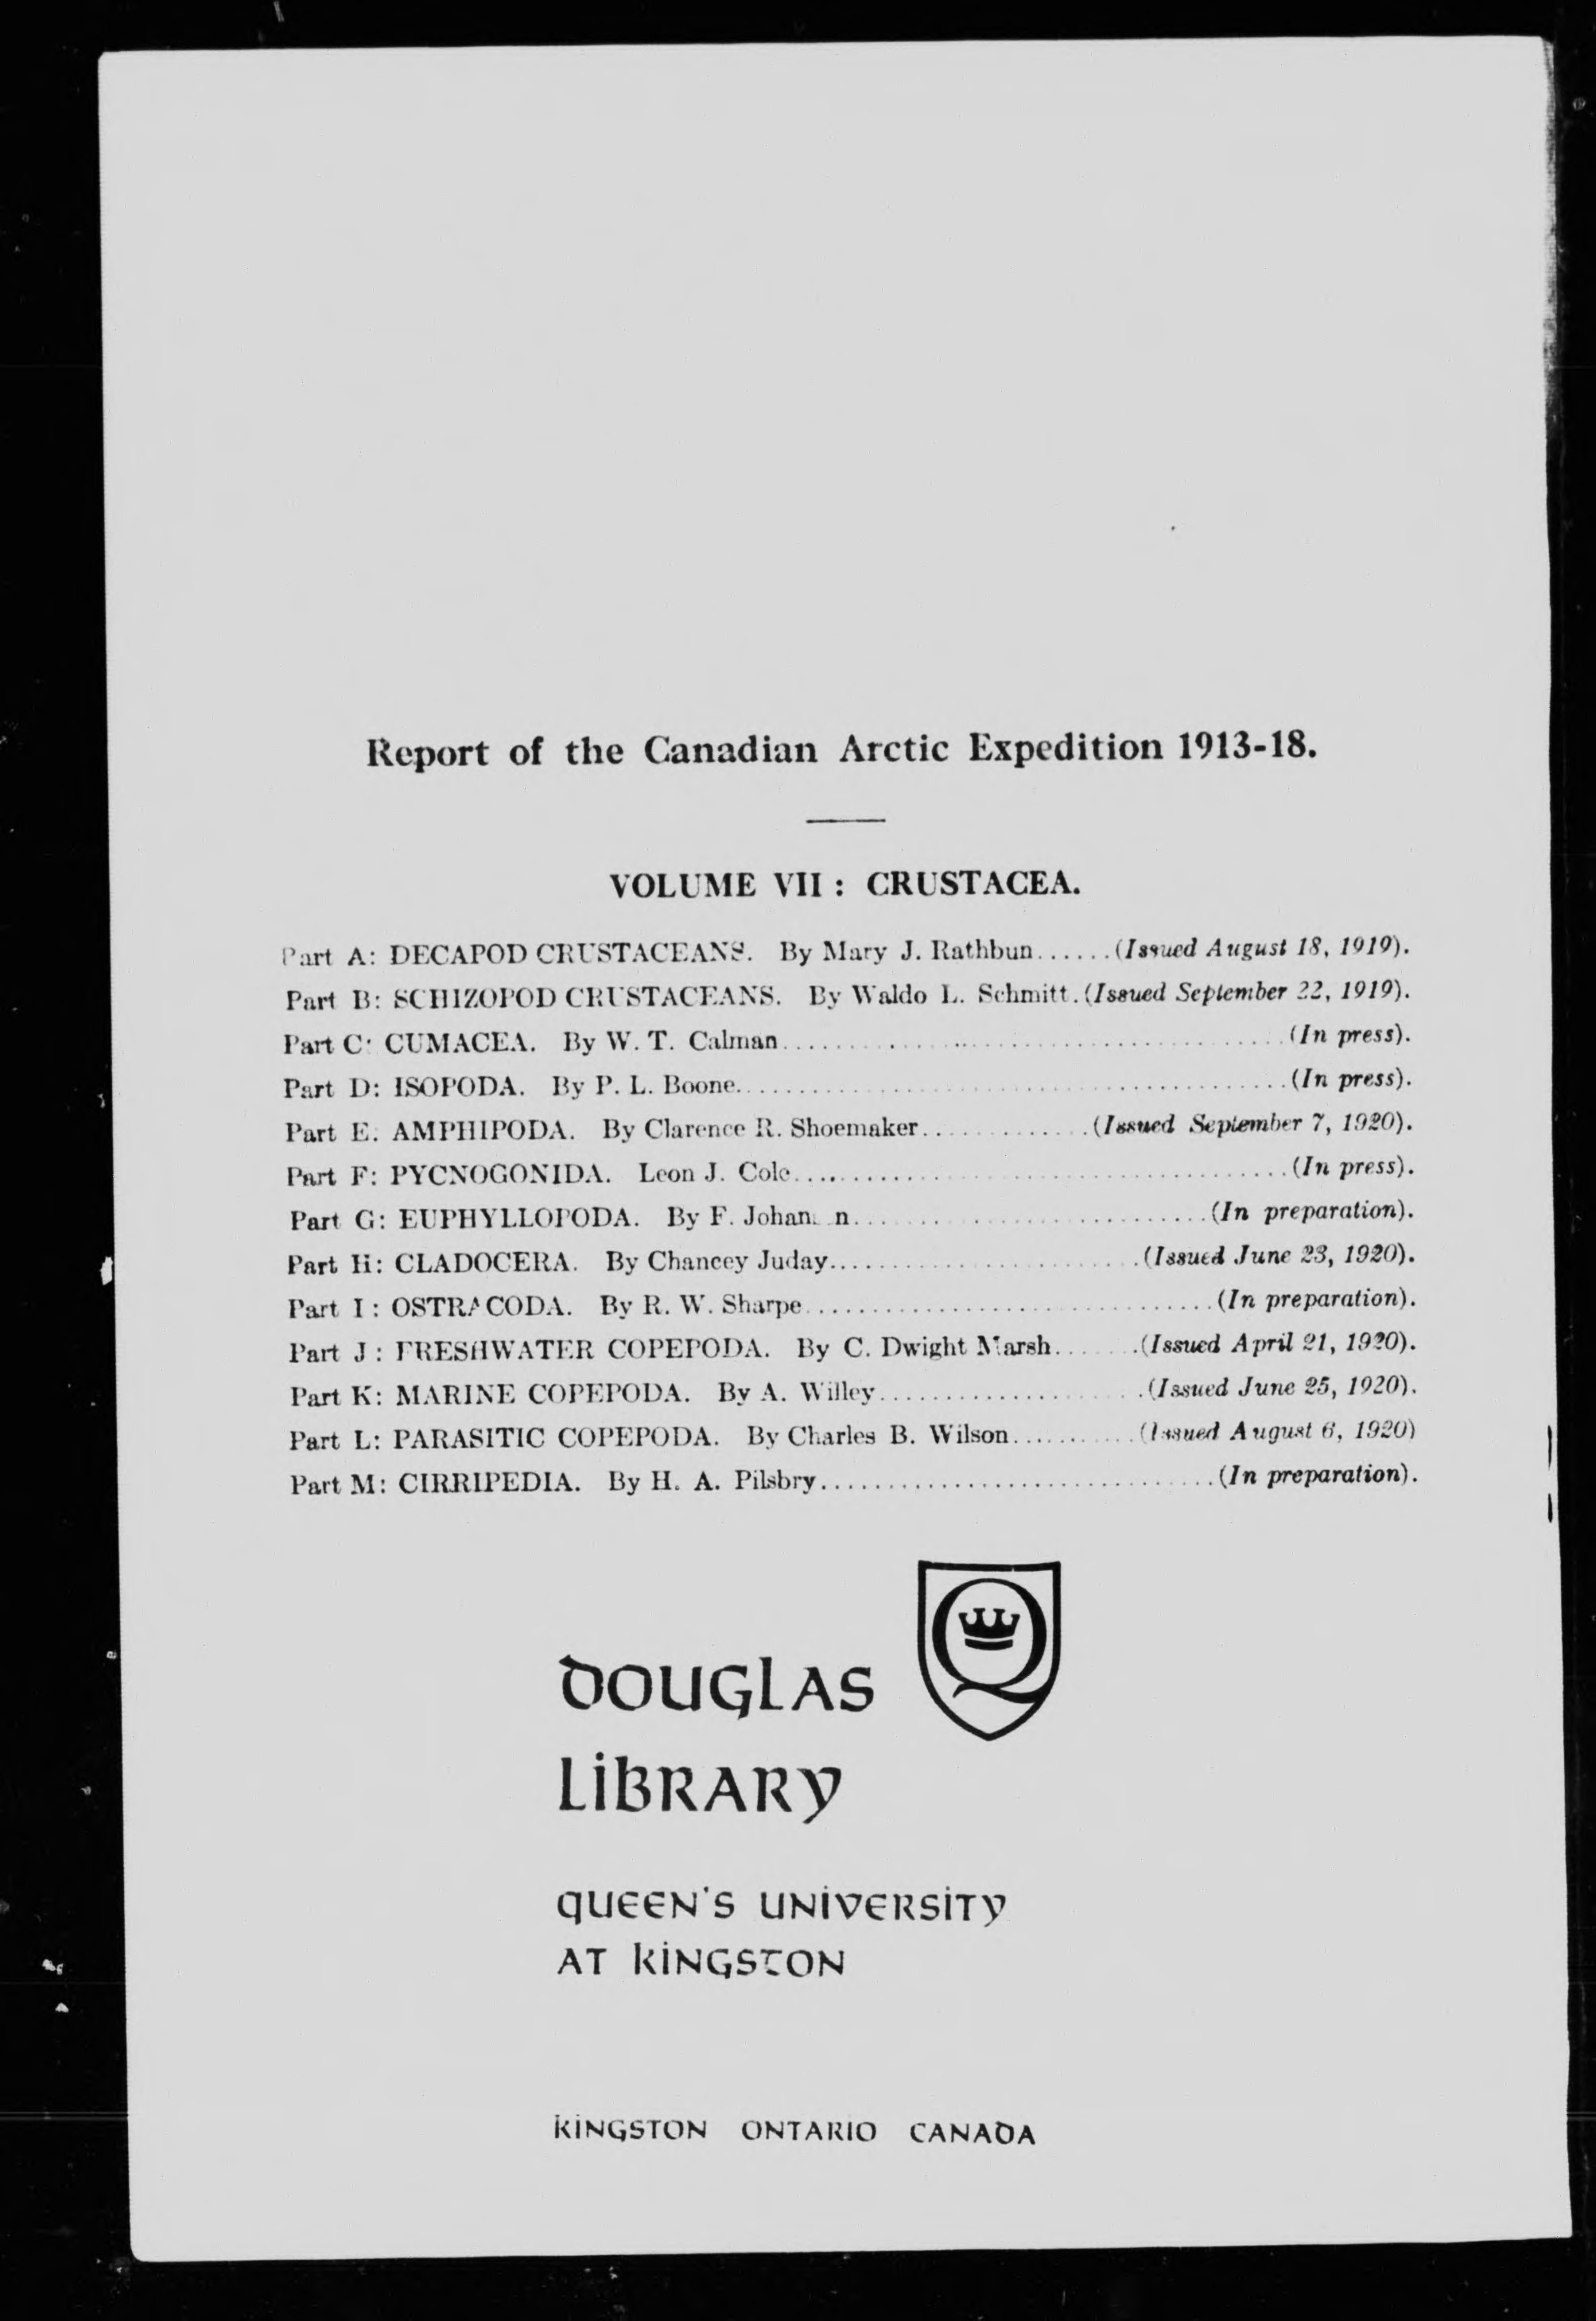 Report of the Canadian Arctic Expedition 1913-18.
VOLUME VII : CRUSTACEA.
Part A: DECAPOD CRUSTACEANS. By Mary J. Rathbun......(Issued August 18, 1919).
Part B: SCHIZOPOD CRUSTACEANS. By Waldo L. Schmitt.(Issued September 22, 1919).
Part C: CUMACEA. By W. T. Calman......(In press).
Part D: ISOPODA. By P. L. Boone......(In press).
Part E. AMPHIPODA. By Clarence R. Shoemaker......(Issued September 7, 1920).
Part F: PYCNOGONIDA. Leon J. Cole......(In press).
Part G: EUPHYLLOPODA. By F. ......(In preparation).
Part H: CLADOCERA. By Chancey Juday......(Issued June 23, 1920).
Part I : OSTRACODA. By R. W. Sharpe......(In preparation).
Part J : FRESHWATER COPEPODA. By C. Dwight Marsh......(Issued April 21, 1920).
Part K: MARINE COPEPODA. By A. Willey......(Issued June 25, 1920).
Part L: PARASITIC COPEPODA. By Charles B. Wilson......(Issued August 6, 1920)
Part M: CIRRIPEDIA. By H. A. Pilsbry......(In preparation).
DOUGLAS
LIBRARY
QUEEN'S UNIVERSITY
AT KINGSTON
KINGSTON ONTARIO CANADA